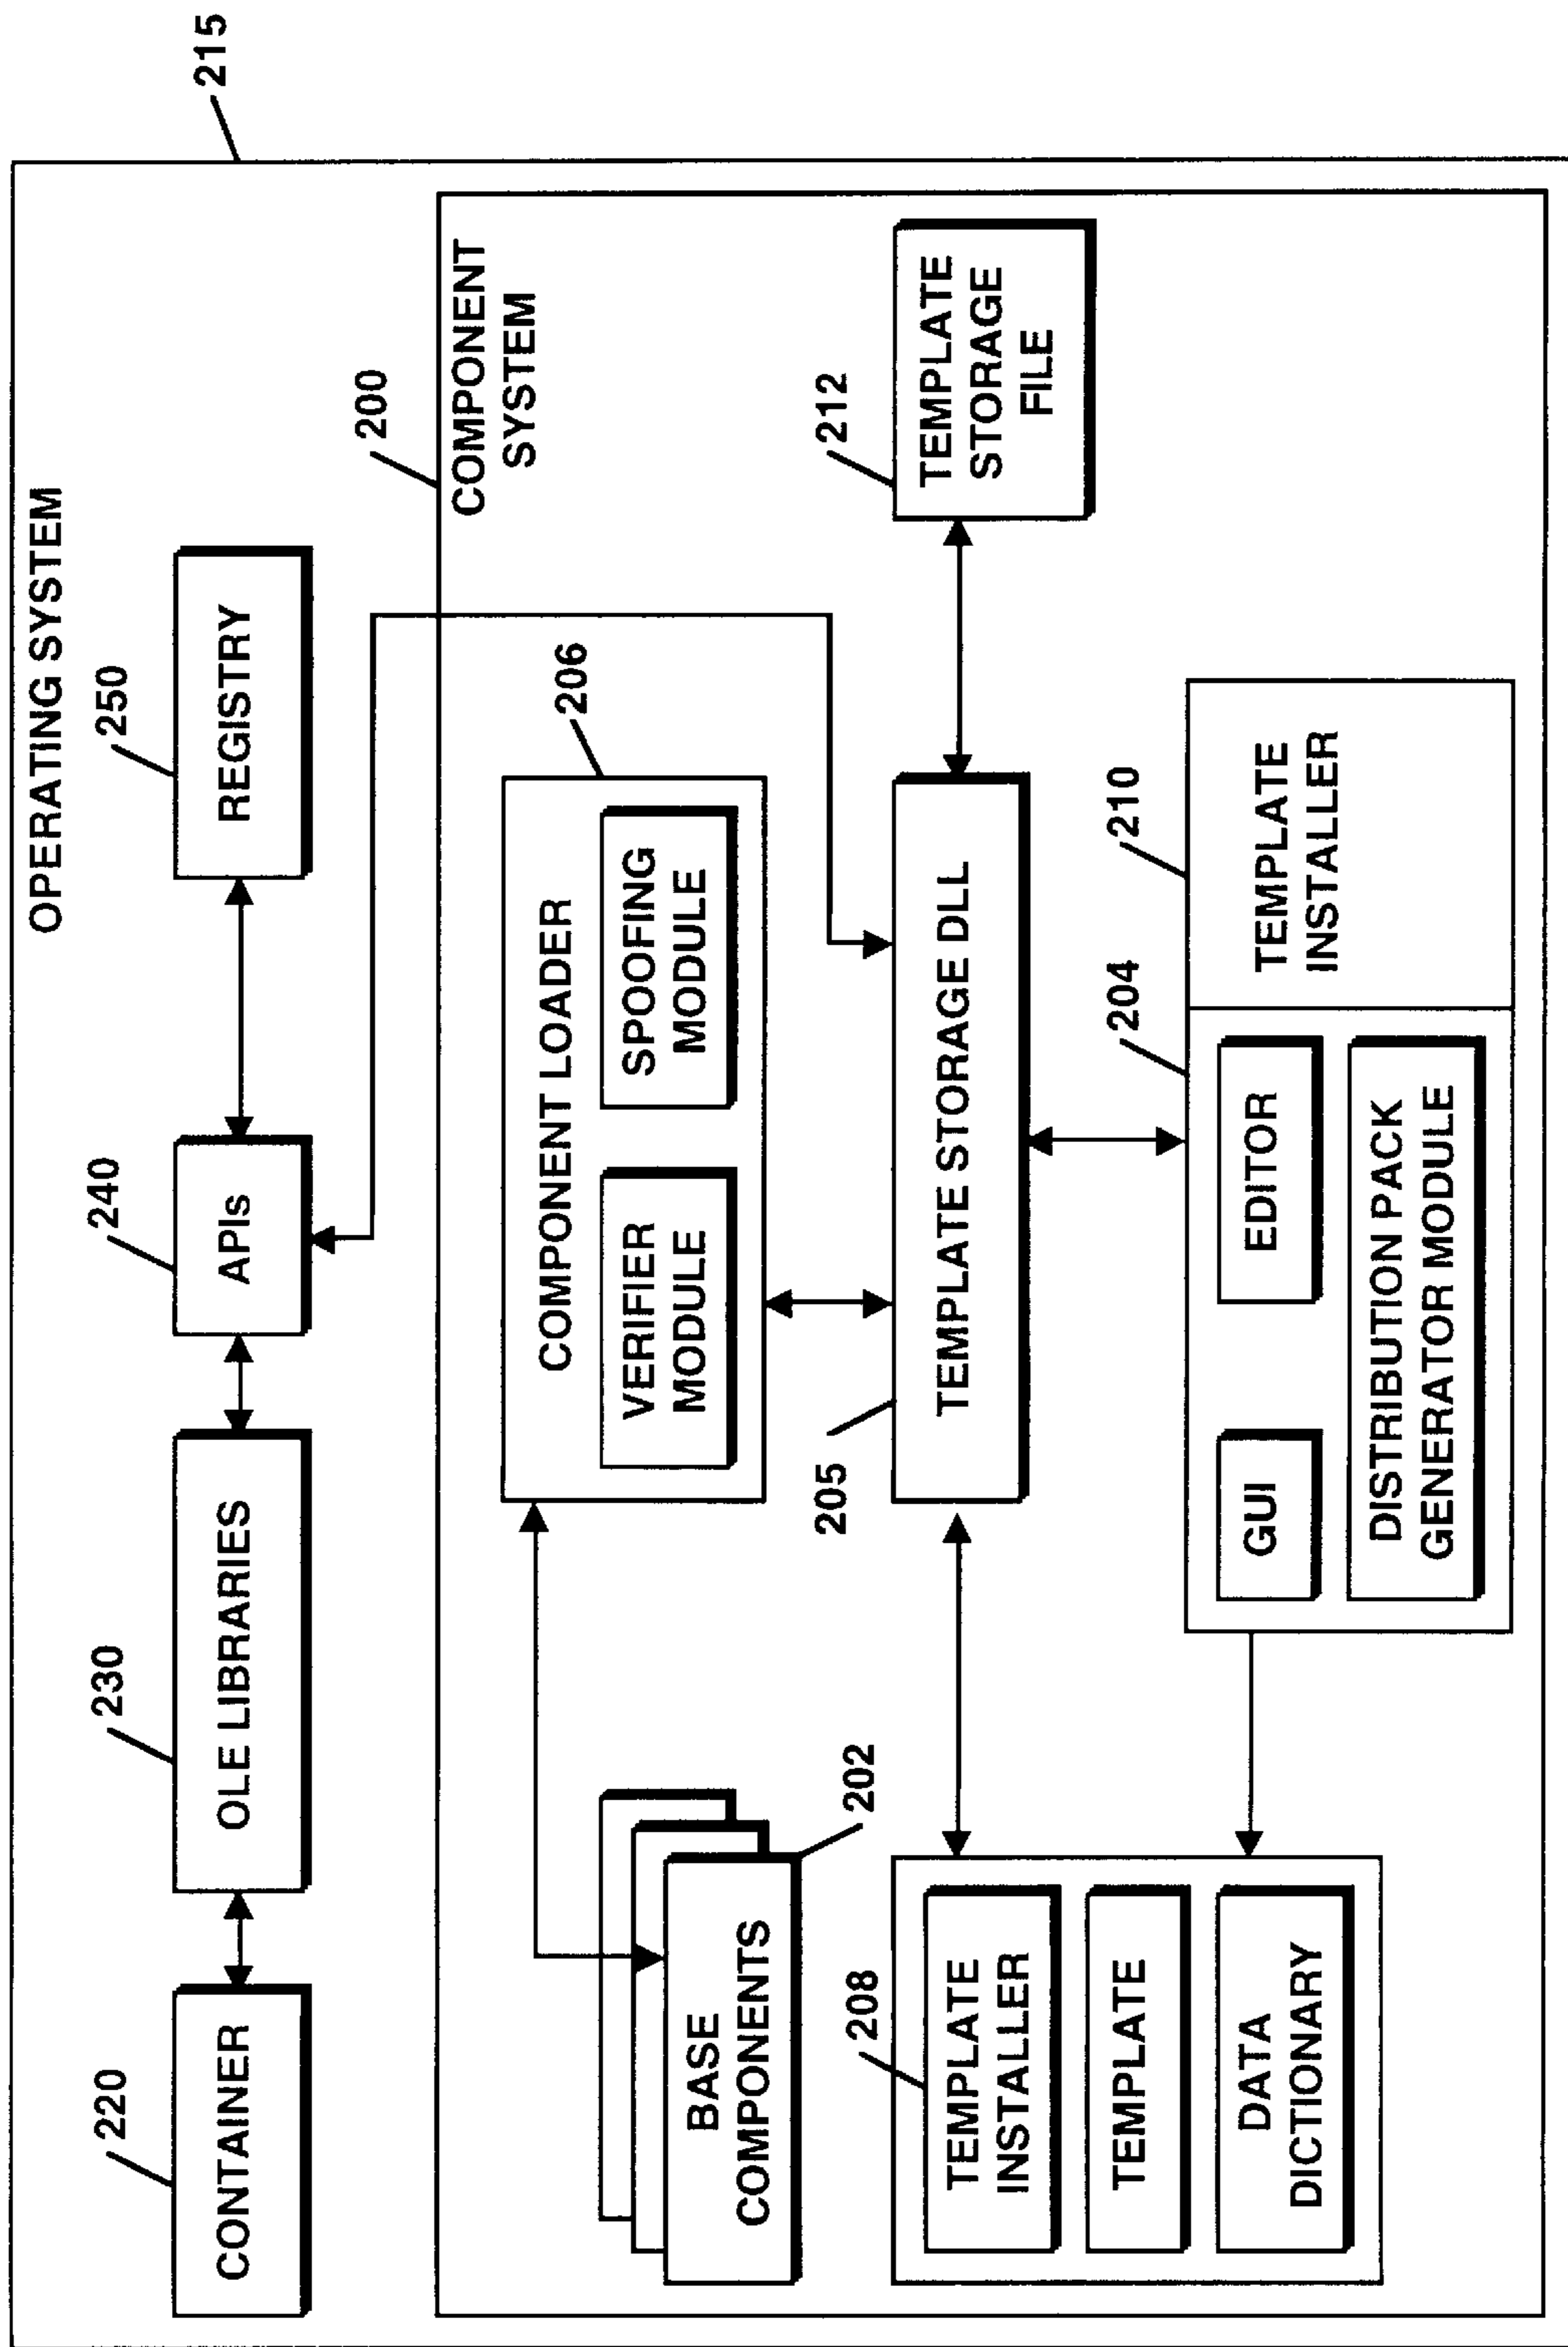 215
OPERATING SYSTEM
220
230
240
250
CONTAINER
OLE LIBRARIES
APIs
REGISTRY
200
COMPONENT
SYSTEM
206
COMPONENT LOADER
VERIFIER
MODULE
SPOOFING
MODULE
BASE
COMPONENTS
202
205
TEMPLATE STORAGE DLL
212
TEMPLATE
STORAGE
FILE
208
TEMPLATE
INSTALLER
TEMPLATE
DATA
DICTIONARY
204
GUI
EDITOR
DISTRIBUTION PACK
GENERATOR MODULE
210
TEMPLATE
INSTALLER